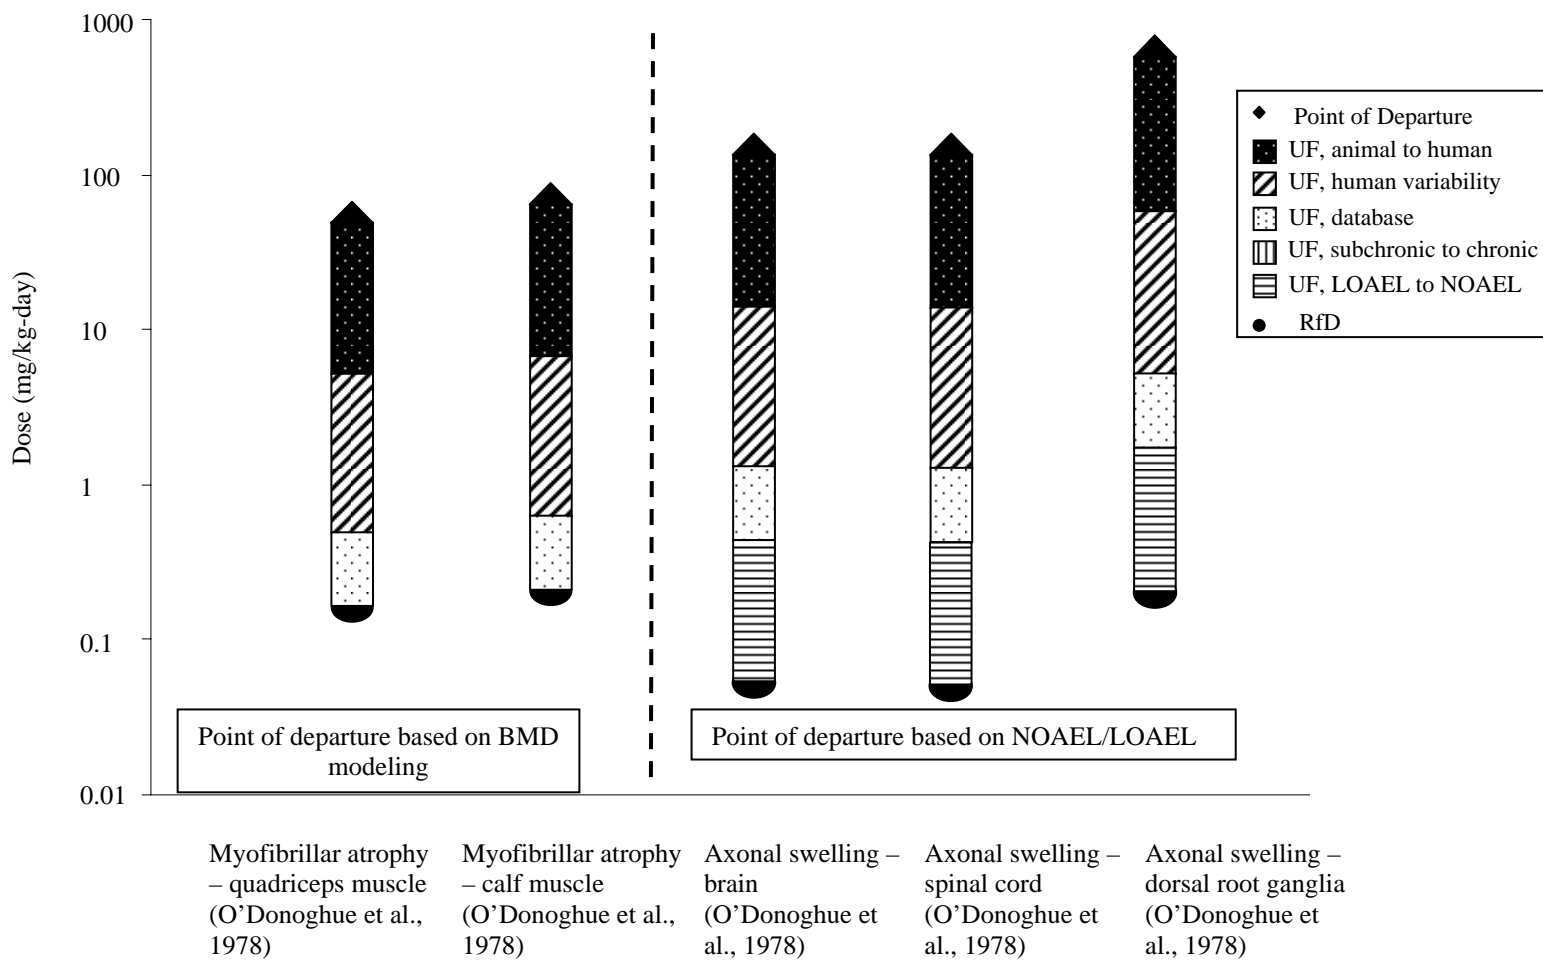 1000
100
10
1
0.1
0.01
Dose (mg/kg-day)
Point of Departure
UF, animal to human
UF, human variability
UF, database
UF, subchronic to chronic
UF, LOAEL to NOAEL
RfD
Point of departure based on BMD
modeling
Point of departure based on NOAEL/LOAEL
Myofibrillar atrophy
– quadriceps muscle
(O’Donoghue et al.,
1978)
Myofibrillar atrophy
– calf muscle
(O’Donoghue et al.,
1978)
Axonal swelling –
brain
(O’Donoghue et
al., 1978)
Axonal swelling –
spinal cord
(O’Donoghue et
al., 1978)
Axonal swelling –
dorsal root ganglia
(O’Donoghue et
al., 1978)